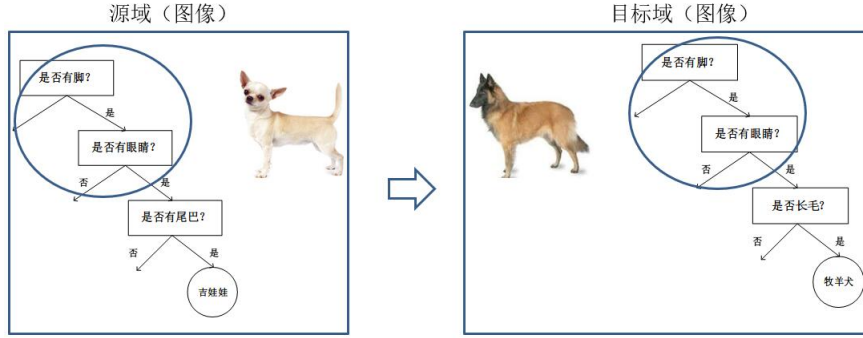 源域（图像）
目标域（图像）
是否有脚？
是
是否有眼睛？
否
是
是否有尾巴？
否
是
吉娃娃
是否有脚？
是
是否有眼睛？
否
是
是否长毛？
否
是
牧羊犬